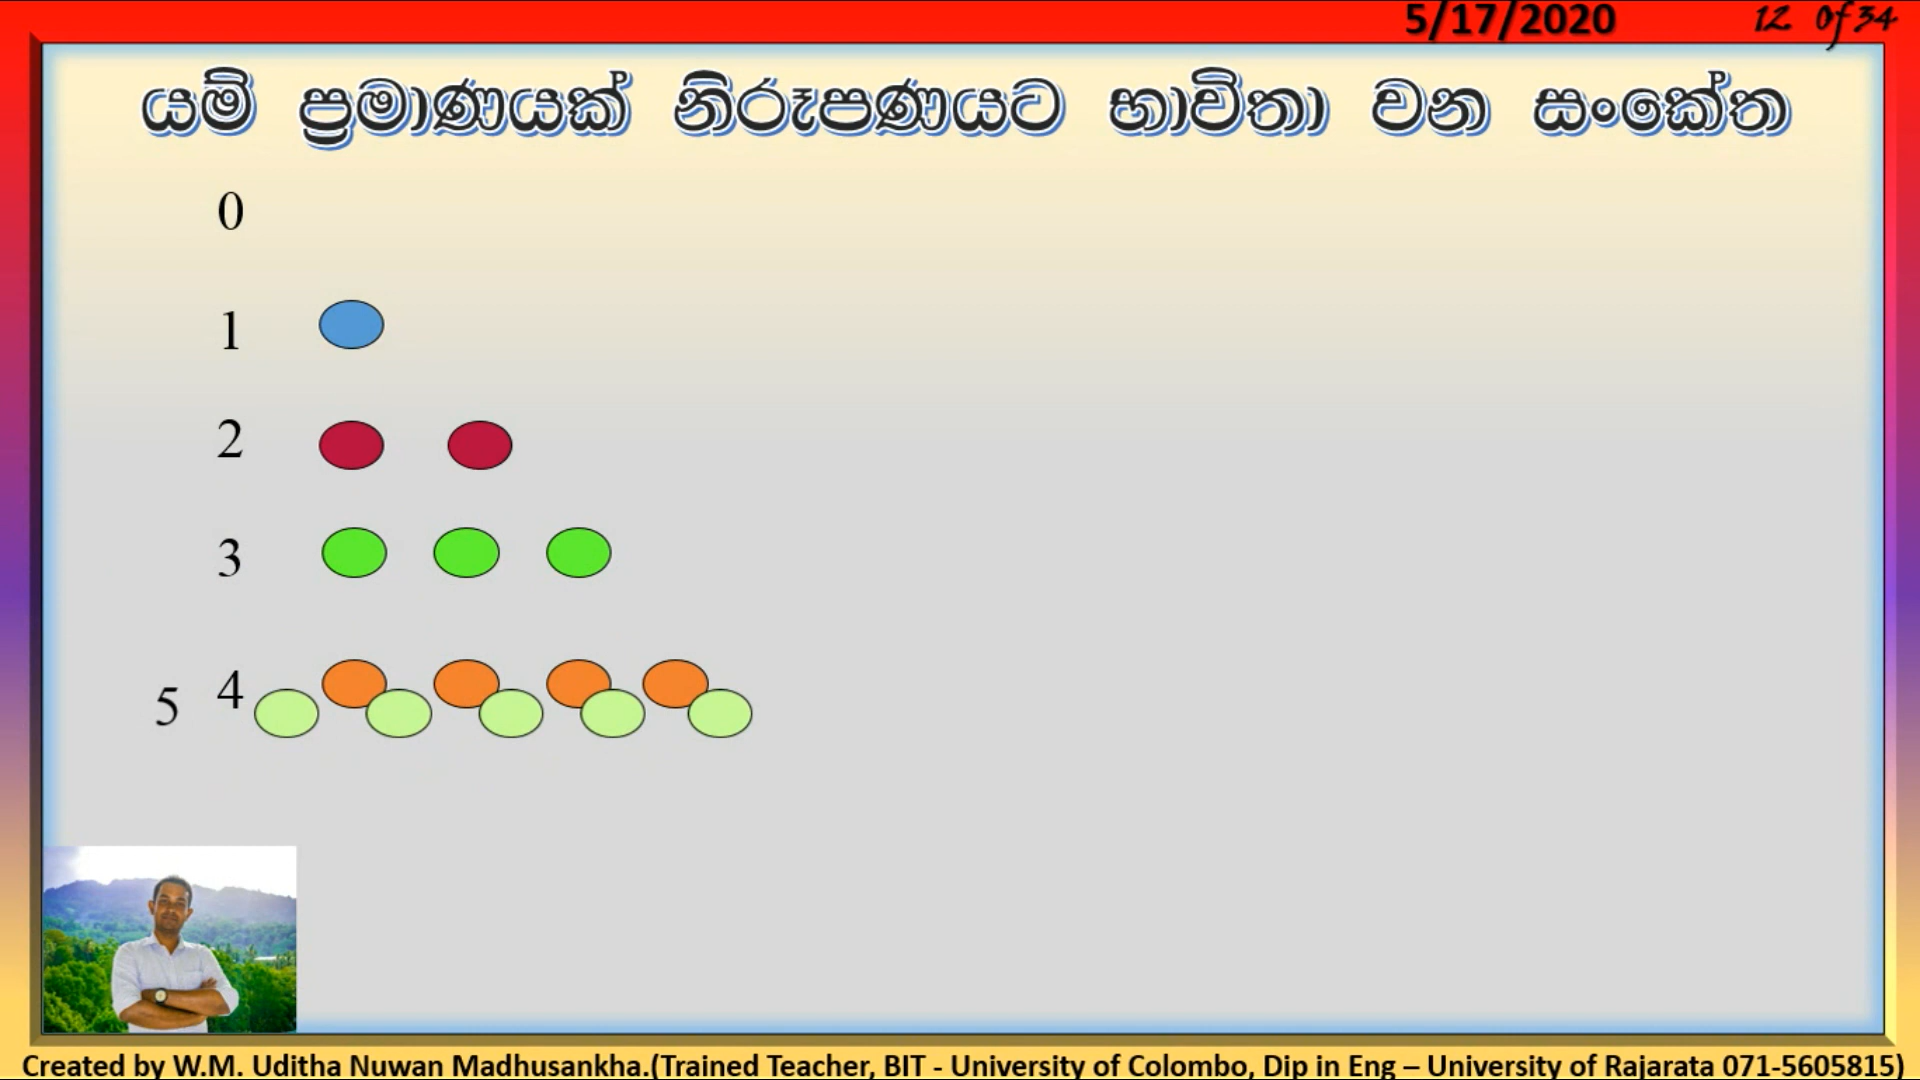 5/17/2020 12 of 34
යම් ප්‍රමාණයක් නිරූපණයට භාවිතා වන සංකේත
0
1
2
3
5 4
Created by W.M. Uditha Nuwan Madhusankha.(Trained Teacher, BIT - University of Colombo, Dip in Eng – University of Rajarata 071-5605815)